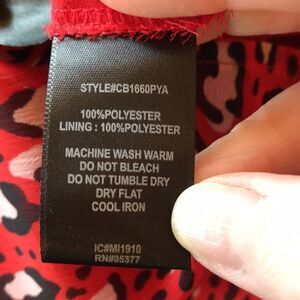 STYLE#CB1660PYA
100%POLYESTER
LINING : 100%POLYESTER
MACHINE WASH WARM
DO NOT BLEACH
DO NOT TUMBLE DRY
DRY FLAT
COOL IRON
IC#MI1910
RN#95377